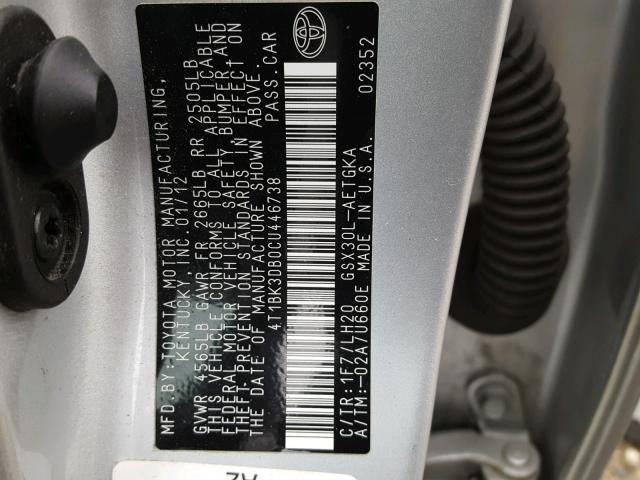 MFD.BY:TOYOTA MOTOR MANUFACTURING,
KENTUCKY, INC. 01/12
GVWR 4565LB GAWR FR 2665LB RR 2505LB
THIS VEHICLE CONFORMS TO ALL APPLICABLE
FEDERAL MOTOR VEHICLE SAFETY, BUMPER AND
THEFT PREVENTION STANDARDS IN EFFECT ON
THE DATE OF MANUFACTURE SHOWN ABOVE.
4T1BK3DB0CU446738 PASS.CAR
C/TR:1F7/LH20 GSX30L-AETGKA
A/TM:-02A/U660E MADE IN U.S.A.
02352
AZ